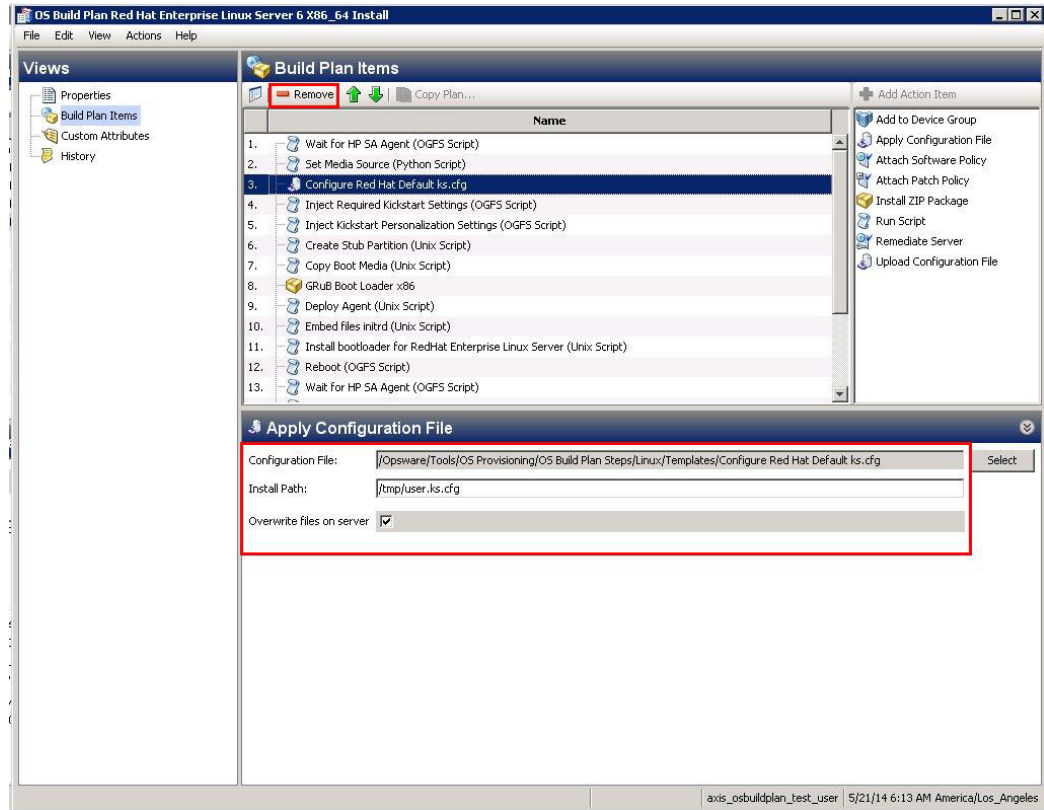 OS Build Plan Red Hat Enterprise Linux Server 6 X86_64 Install
File Edit View Actions Help
Views
Properties
Build Plan Items
Custom Attributes
History
Build Plan Items
Remove Copy Plan...
Name
1. Wait for HP SA Agent (OGFS Script)
2. Set Media Source (Python Script)
3. Configure Red Hat Default ks.cfg
4. Inject Required Kickstart Settings (OGFS Script)
5. Inject Kickstart Personalization Settings (OGFS Script)
6. Create Stub Partition (Unix Script)
7. Copy Boot Media (Unix Script)
8. GRuB Boot Loader x86
9. Deploy Agent (Unix Script)
10. Embed files initrd (Unix Script)
11. Install bootloader for RedHat Enterprise Linux Server (Unix Script)
12. Reboot (OGFS Script)
13. Wait for HP SA Agent (OGFS Script)
Add Action Item
Add to Device Group
Apply Configuration File
Attach Software Policy
Attach Patch Policy
Install ZIP Package
Run Script
Remediate Server
Upload Configuration File
Apply Configuration File
Configuration File: /Opsware/Tools/OS Provisioning/OS Build Plan Steps/Linux/Templates/Configure Red Hat Default ks.cfg Select
Install Path: /tmp/user.ks.cfg
Overwrite files on server
axis_osbuildplan_test_user 5/21/14 6:13 AM America/Los_Angeles